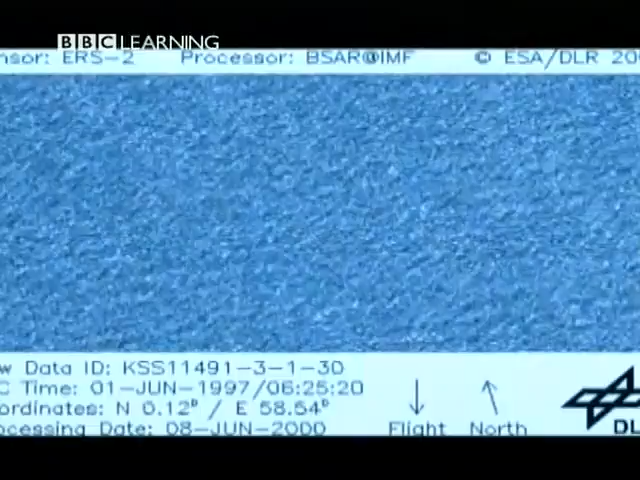 BBC LEARNING
nsor: ERS-2 Processor: BSAR@IMF © ESA/DLR 200
w Data ID: KSS11491-3-1-30
C Time: 01-JUN-1997/06:25:20
ordinates: N 0.12° / E 58.54°
ocessing Date: 08-JUN-2000
Flight North
DL